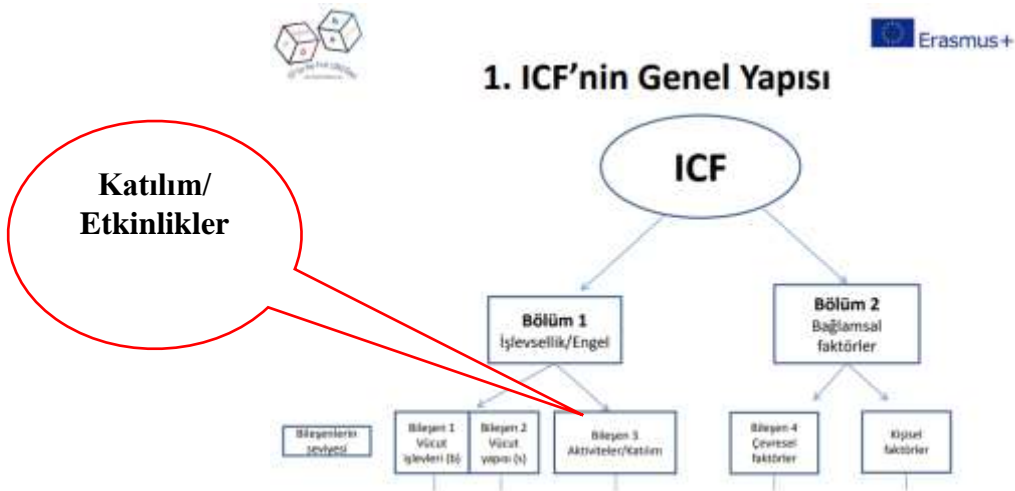 Erasmus+
1. ICF’nin Genel Yapısı
ICF
Katılım/
Etkinlikler
Bölüm 1
İşlevsellik/Engel
Bölüm 2
Bağlamsal
faktörler
Bileşenlerin
seviyesi
Bileşen 1
Vücut
işlevleri (b)
Bileşen 2
Vücut
yapısı (s)
Bileşen 3
Aktiviteler/Katılım
Bileşen 4
Çevresel
faktörler
Kişisel
faktörler